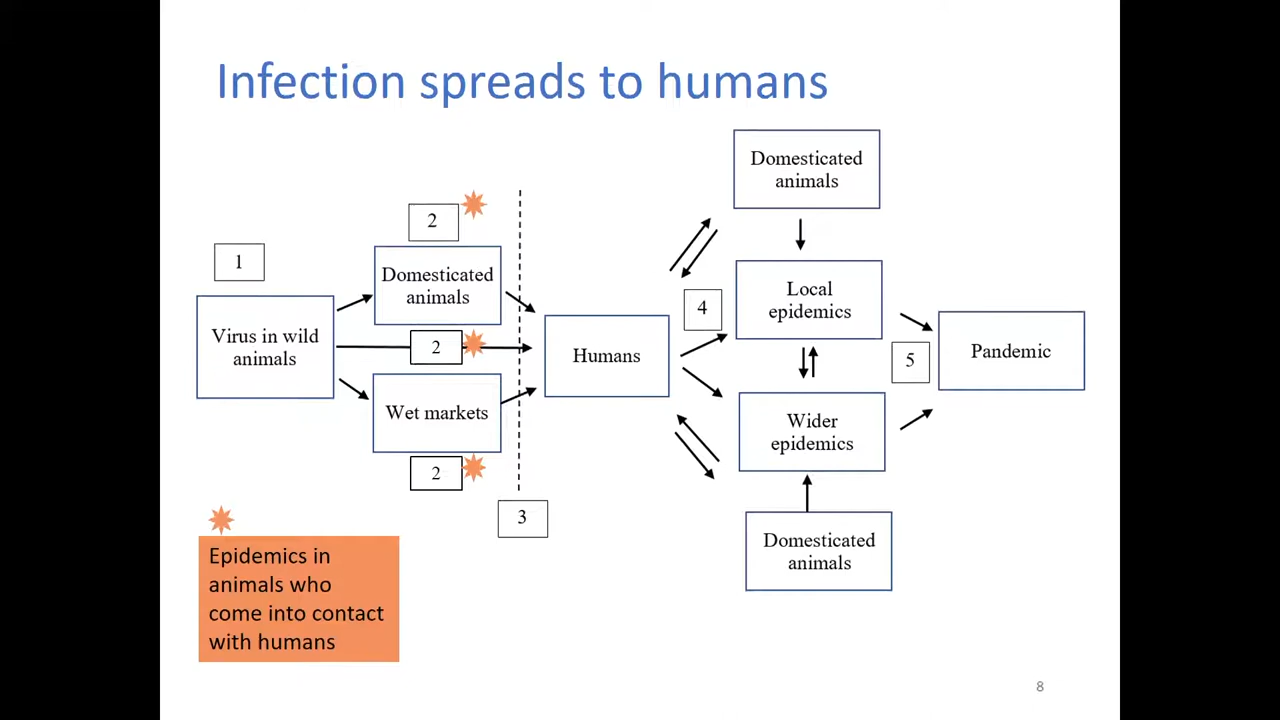 Infection spreads to humans
1
Virus in wild
animals
2
Domesticated
animals
2
Wet markets
2
3
Humans
4
Domesticated
animals
Local
epidemics
Wider
epidemics
Domesticated
animals
5
Pandemic
Epidemics in
animals who
come into contact
with humans
8